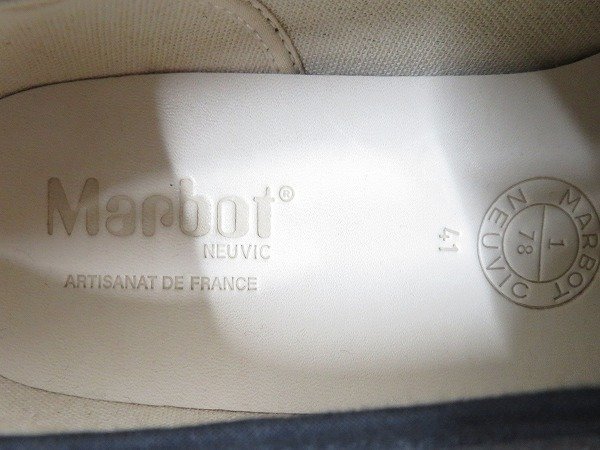 Marbot®
NEUVIC
ARTISANAT DE FRANCE
41
MARBOT
NEUVIC
1
78